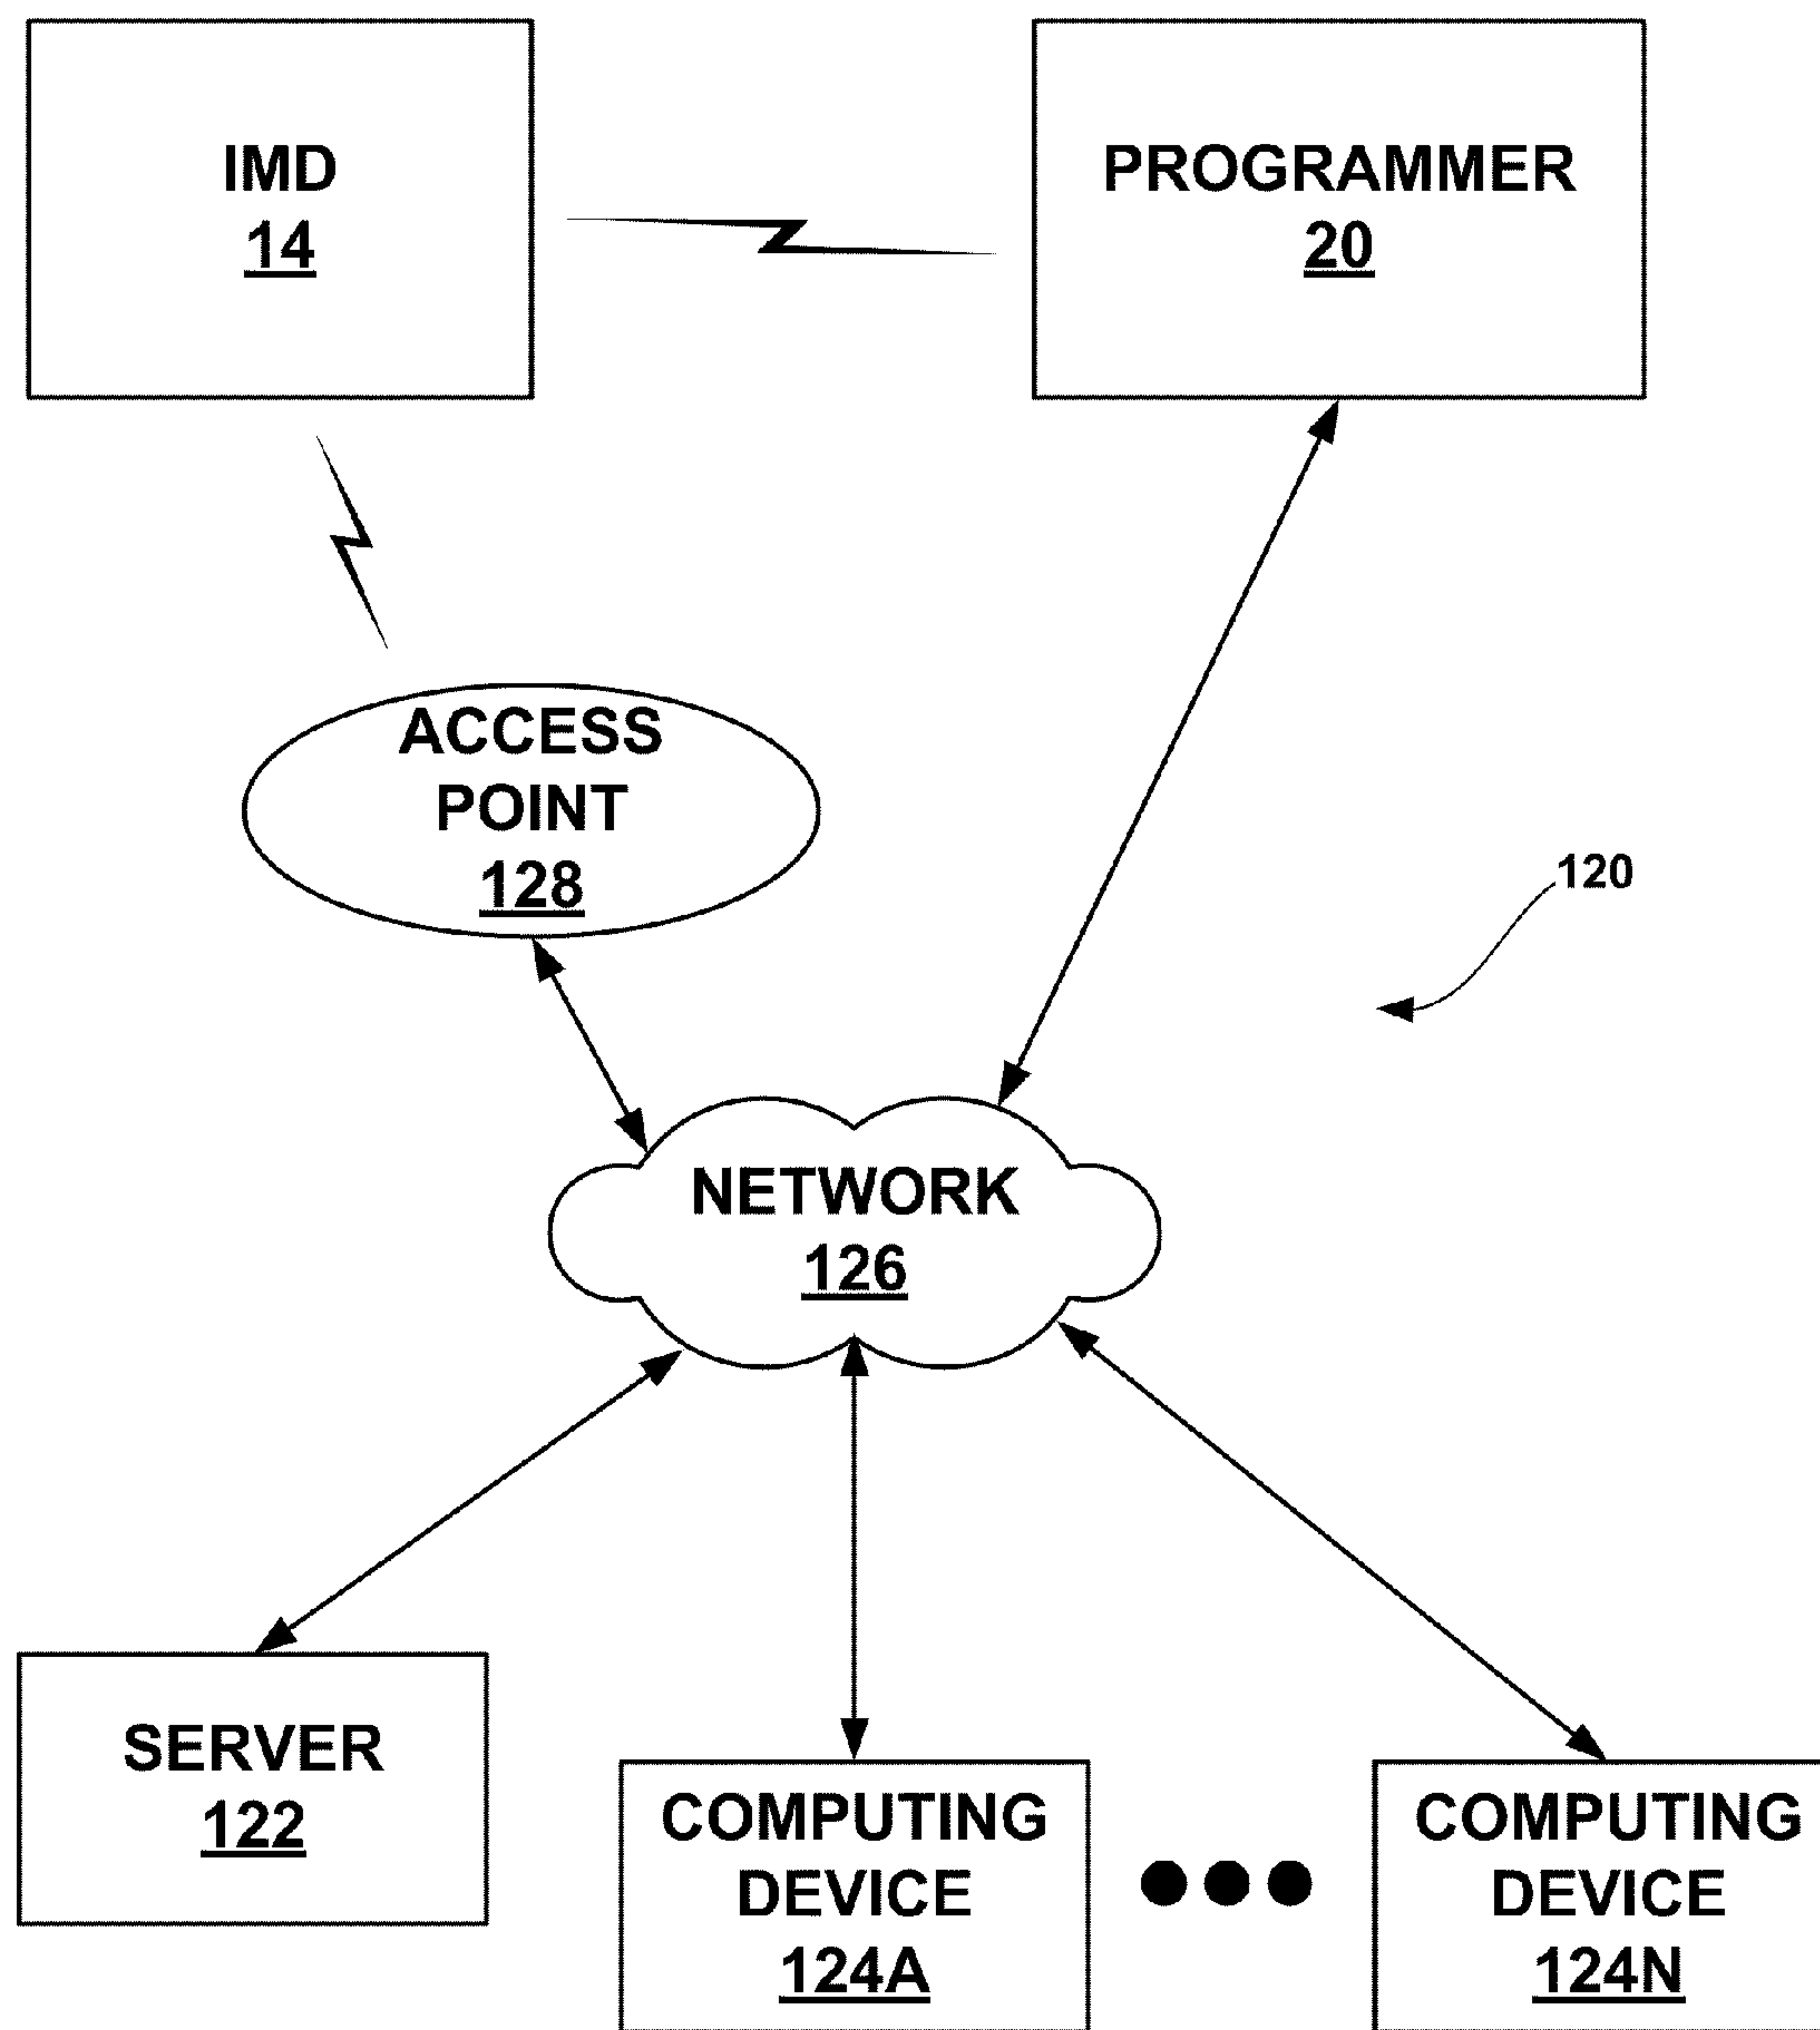 IMD
14
PROGRAMMER
20
ACCESS
POINT
128
120
NETWORK
126
SERVER
122
COMPUTING
DEVICE
124A
COMPUTING
DEVICE
124N